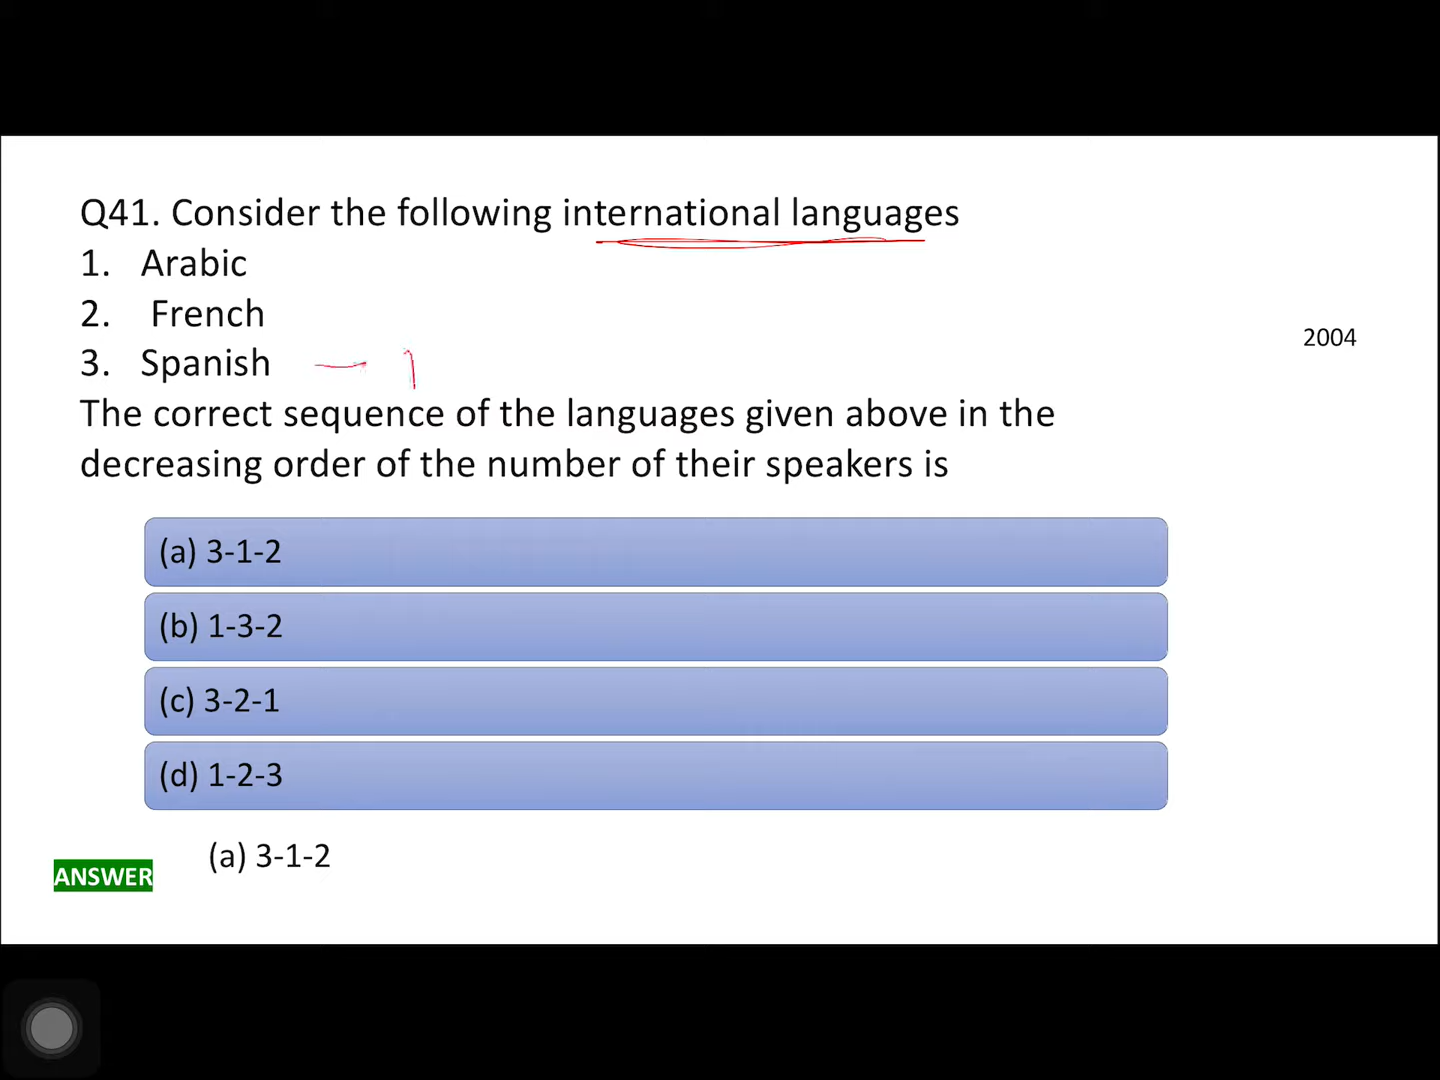 Q41. Consider the following international languages
1. Arabic
2. French
3. Spanish — 1
2004
The correct sequence of the languages given above in the
decreasing order of the number of their speakers is
(a) 3-1-2
(b) 1-3-2
(c) 3-2-1
(d) 1-2-3
(a) 3-1-2
ANSWER